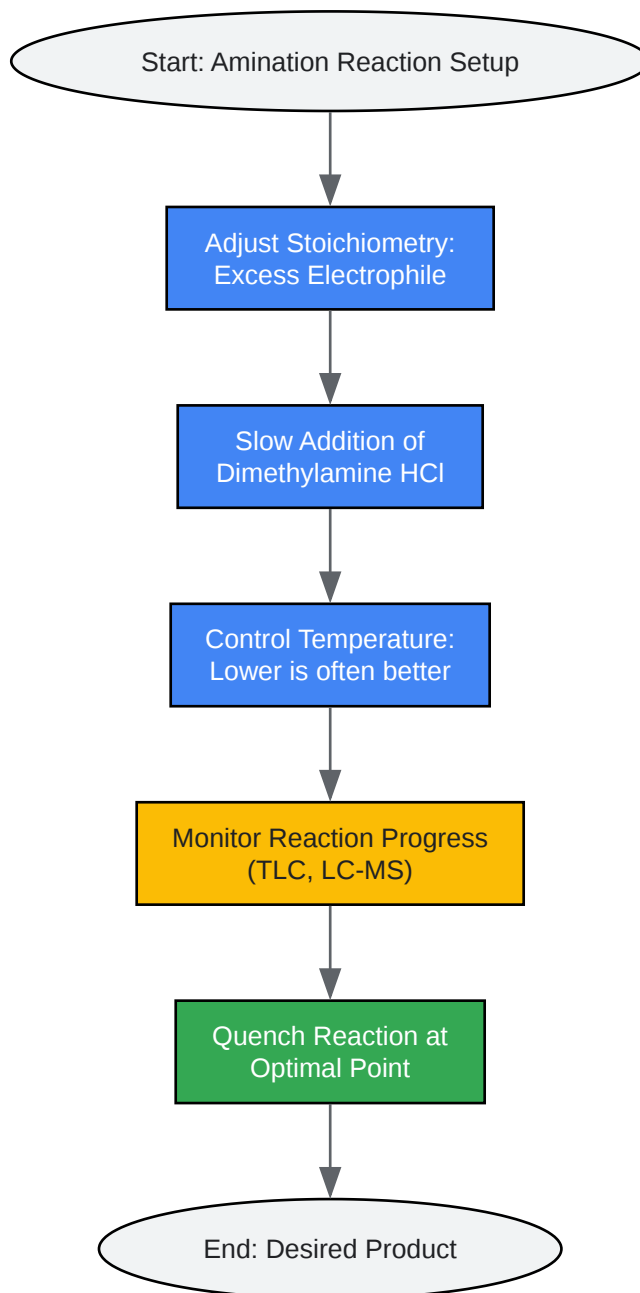 Start: Amination Reaction Setup
Adjust Stoichiometry:
Excess Electrophile
Slow Addition of
Dimethylamine HCl
Control Temperature:
Lower is often better
Monitor Reaction Progress
(TLC, LC-MS)
Quench Reaction at
Optimal Point
End: Desired Product